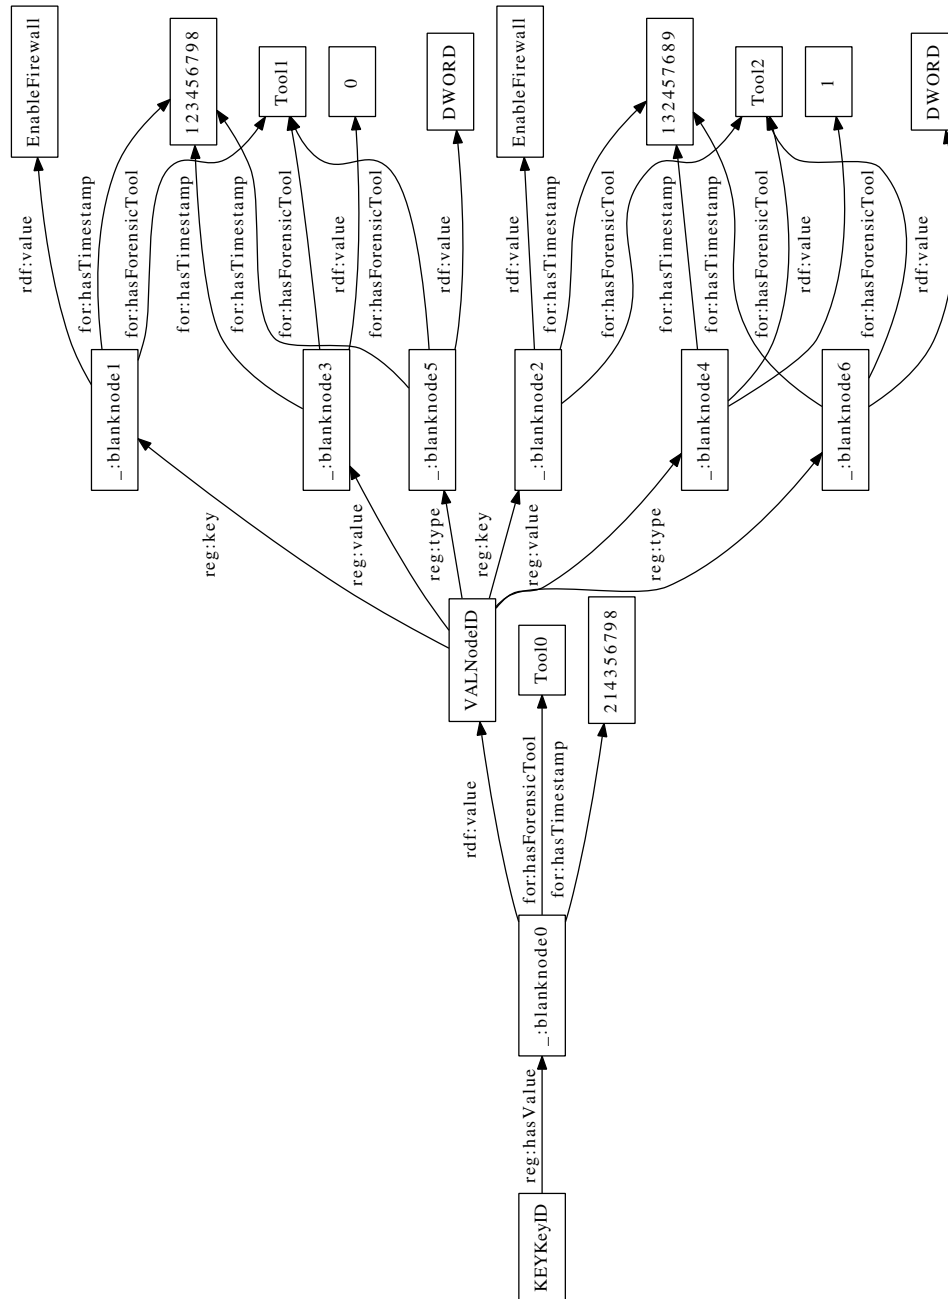 KEYKeyID
reg:hasValue
_:blanknode0
rdf:value
for:hasForensicTool
for:hasTimestamp
VALNodeID
Tool0
214356798
reg:key
reg:value
reg:type
reg:key
reg:value
reg:type
_:blanknode1
_:blanknode3
_:blanknode5
_:blanknode2
_:blanknode4
_:blanknode6
rdf:value
for:hasTimestamp
for:hasForensicTool
for:hasTimestamp
for:hasTimestamp
for:hasForensicTool
rdf:value
for:hasForensicTool
rdf:value
rdf:value
for:hasTimestamp
for:hasForensicTool
for:hasTimestamp
for:hasTimestamp
for:hasForensicTool
rdf:value
for:hasForensicTool
rdf:value
EnableFirewall
123456798
Tool1
0
DWORD
EnableFirewall
132457689
Tool2
1
DWORD